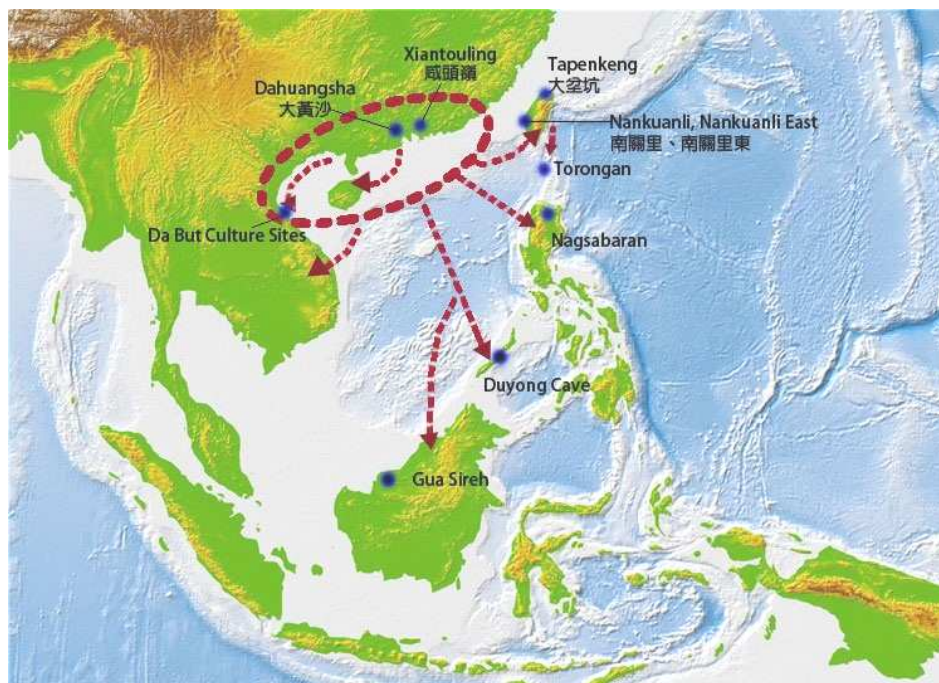 Xiantouling
咸頭嶺
Dahuangsha
大黃沙
Tapenkeng
大坌坑
Nankuanli, Nankuanli East
南關里、南關里東
Torongan
Da But Culture Sites
Nagsabaran
Duyong Cave
Gua Sireh